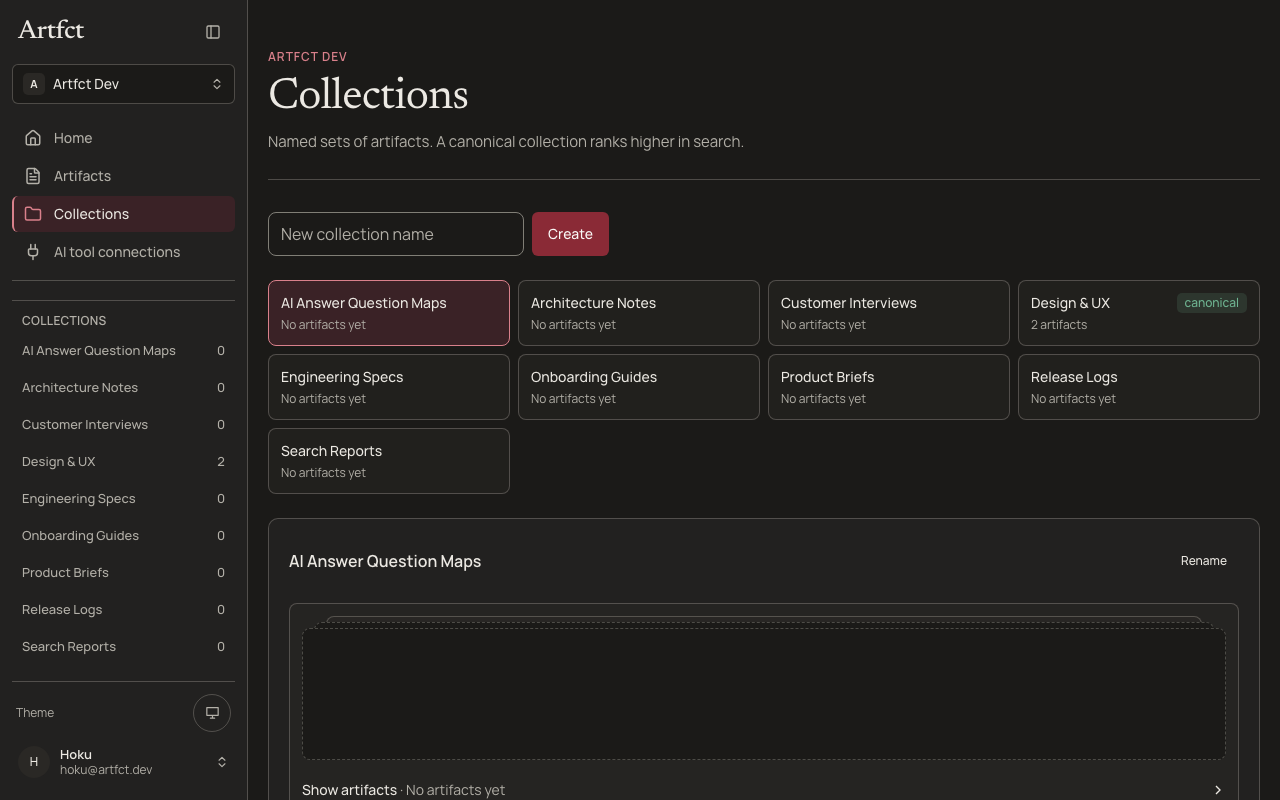 Artfct
A
Artfct Dev
Home
Artifacts
Collections
AI tool connections
COLLECTIONS
AI Answer Question Maps 0
Architecture Notes 0
Customer Interviews 0
Design & UX 2
Engineering Specs 0
Onboarding Guides 0
Product Briefs 0
Release Logs 0
Search Reports 0
Theme
H
Hoku
hoku@artfct.dev
ARTFCT DEV
Collections
Named sets of artifacts. A canonical collection ranks higher in search.
New collection name
Create
AI Answer Question Maps
No artifacts yet
Architecture Notes
No artifacts yet
Customer Interviews
No artifacts yet
Design & UX
canonical
2 artifacts
Engineering Specs
No artifacts yet
Onboarding Guides
No artifacts yet
Product Briefs
No artifacts yet
Release Logs
No artifacts yet
Search Reports
No artifacts yet
AI Answer Question Maps
Rename
Show artifacts · No artifacts yet